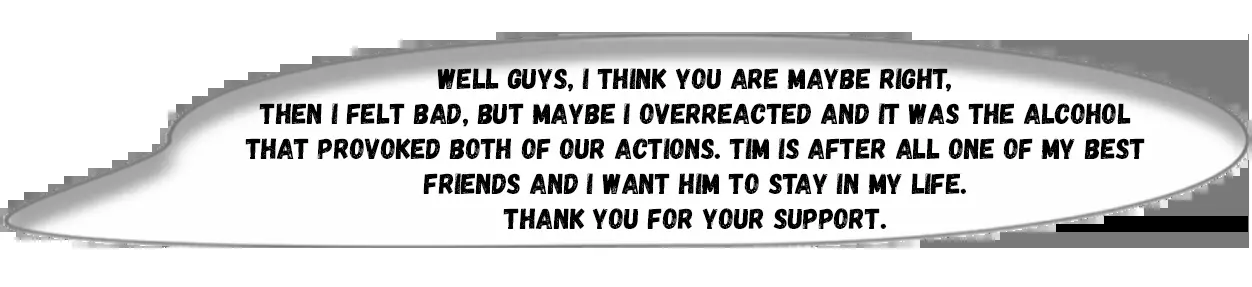 WELL GUYS, I THINK YOU ARE MAYBE RIGHT,
THEN I FELT BAD, BUT MAYBE I OVERREACTED AND IT WAS THE ALCOHOL
THAT PROVOKED BOTH OF OUR ACTIONS. TIM IS AFTER ALL ONE OF MY BEST
FRIENDS AND I WANT HIM TO STAY IN MY LIFE.
THANK YOU FOR YOUR SUPPORT.